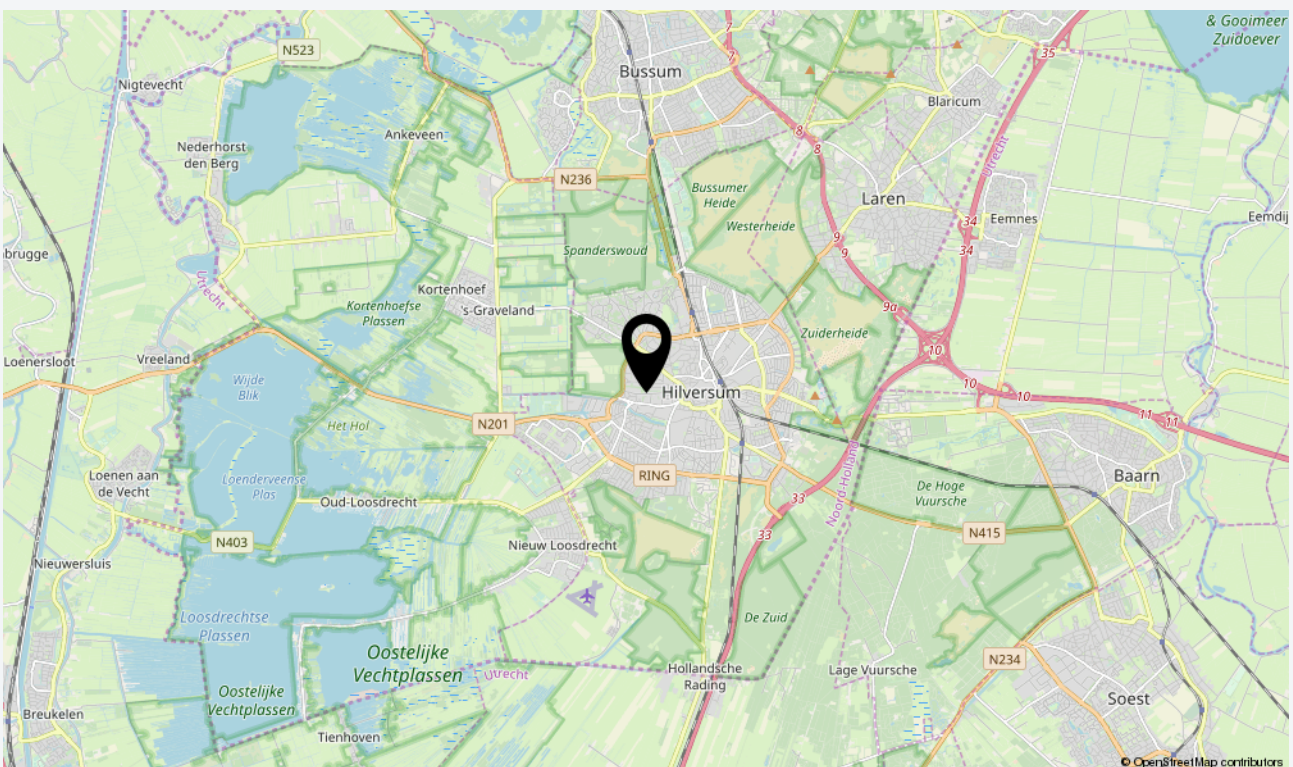 & Gooimeer
Zuidoever
7
N523
35
7
Bussum
Nigtevecht
Blaricum
8
Ankeveen
8
Nederhorst
den Berg
Utrecht
N236
Bussumer
Heide
Laren
Eemnes
Eemdij
34
Westerheide
9
Spanderswoud
34
brugge
9
Utrecht
Kortenhoef
Kortenhoefse
Plassen
's-Graveland
9a
Zuiderheide
10
Loenersloot
Vreeland
Wijde
Blik
10
Hilversum
10
11
11
N201
Het Hol
Loenen aan
de Vecht
RING
Baarn
Loenderveense
Plas
De Hoge
Vuursche
Noord-Holland
33
Oud-Loosdrecht
33
N415
N403
Nieuw Loosdrecht
Nieuwersluis
Loosdrechtse
Plassen
De Zuid
Oostelijke
Vechtplassen
N234
Hollandsche
Rading
Lage Vuursche
Utrecht
Oostelijke
Vechtplassen
Soest
Breukelen
Tienhoven
© OpenStreetMap contributors